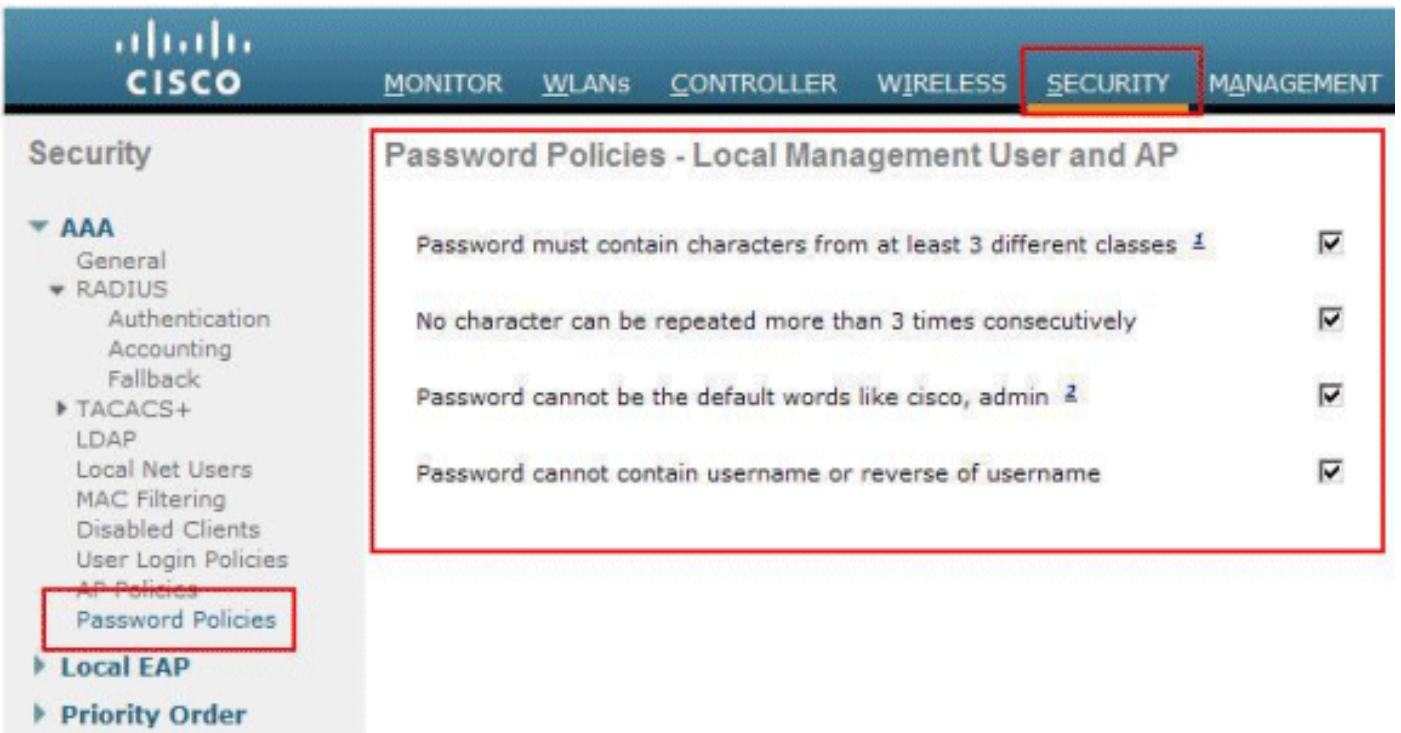 CISCO
MONITOR WLANs CONTROLLER WIRELESS SECURITY MANAGEMENT
Security
AAA
General
RADIUS
Authentication
Accounting
Fallback
TACACS+
LDAP
Local Net Users
MAC Filtering
Disabled Clients
User Login Policies
AP Policies
Password Policies
Local EAP
Priority Order
Password Policies - Local Management User and AP
Password must contain characters from at least 3 different classes 1
No character can be repeated more than 3 times consecutively
Password cannot be the default words like cisco, admin 2
Password cannot contain username or reverse of username